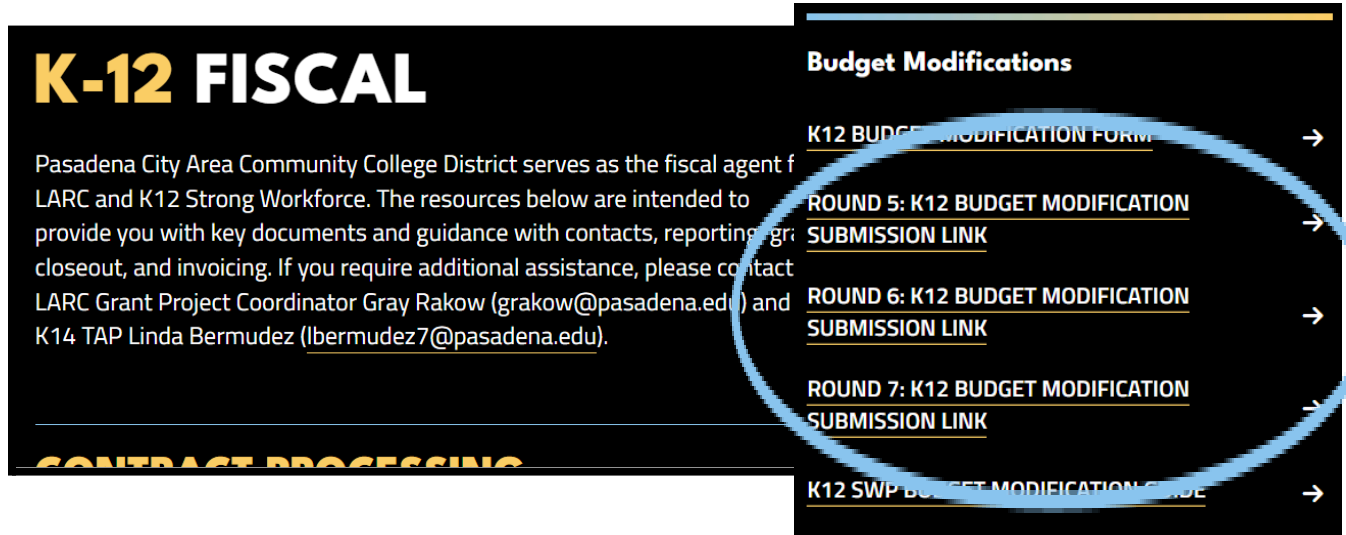 K-12 FISCAL
Pasadena City Area Community College District serves as the fiscal agent f
LARC and K12 Strong Workforce. The resources below are intended to
provide you with key documents and guidance with contacts, reporting, gra
closeout, and invoicing. If you require additional assistance, please contact
LARC Grant Project Coordinator Gray Rakow (grakow@pasadena.edu) and
K14 TAP Linda Bermudez (lbermudez7@pasadena.edu).
CONTRACT PROCESSING
Budget Modifications
K12 BUDGET MODIFICATION FORM
ROUND 5: K12 BUDGET MODIFICATION
SUBMISSION LINK
ROUND 6: K12 BUDGET MODIFICATION
SUBMISSION LINK
ROUND 7: K12 BUDGET MODIFICATION
SUBMISSION LINK
K12 SWP BUDGET MODIFICATION GUIDE